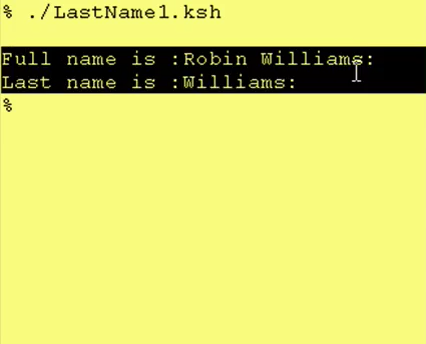 % ./LastName1.ksh
Full name is :Robin Williams:
Last name is :Williams:
%